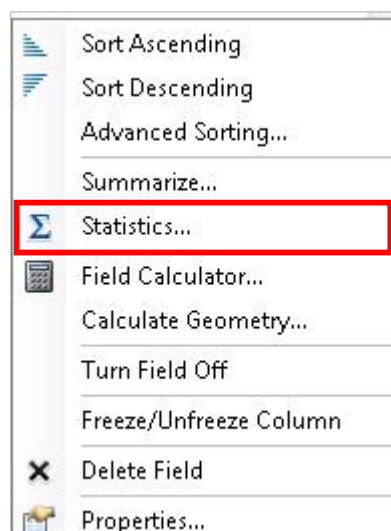 Sort Ascending
Sort Descending
Advanced Sorting...
Summarize...
Σ Statistics...
Field Calculator...
Calculate Geometry...
Turn Field Off
Freeze/Unfreeze Column
Delete Field
Properties...